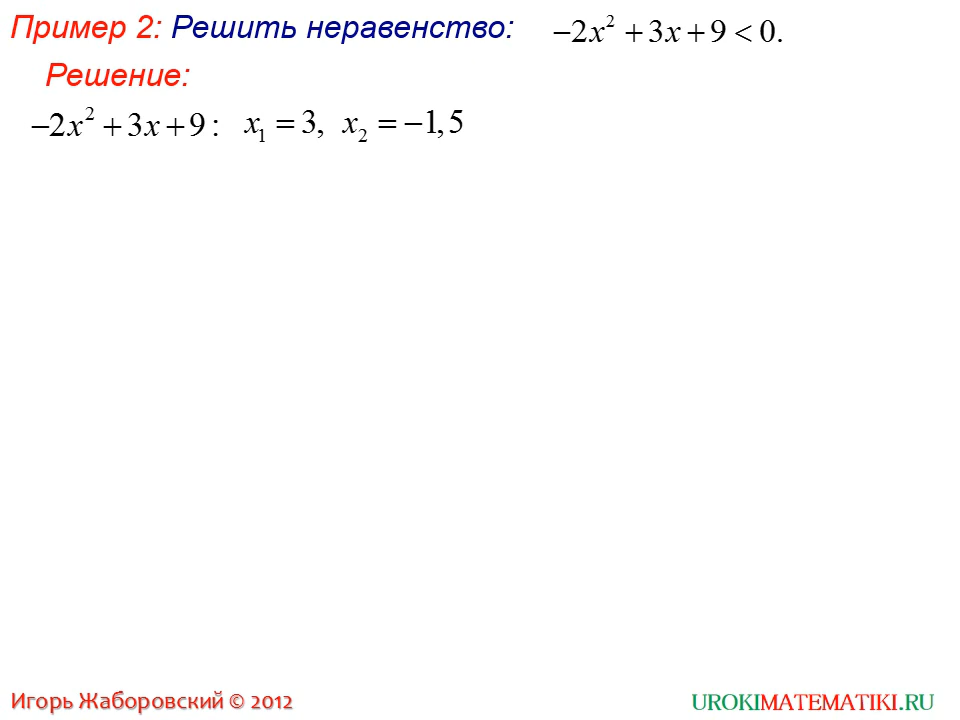 Пример 2: Решить неравенство: −2x² + 3x + 9 < 0.
Решение:
−2x² + 3x + 9 : x₁ = 3, x₂ = −1,5
Игорь Жаборовский © 2012
UROKIMATEMATIKI.RU